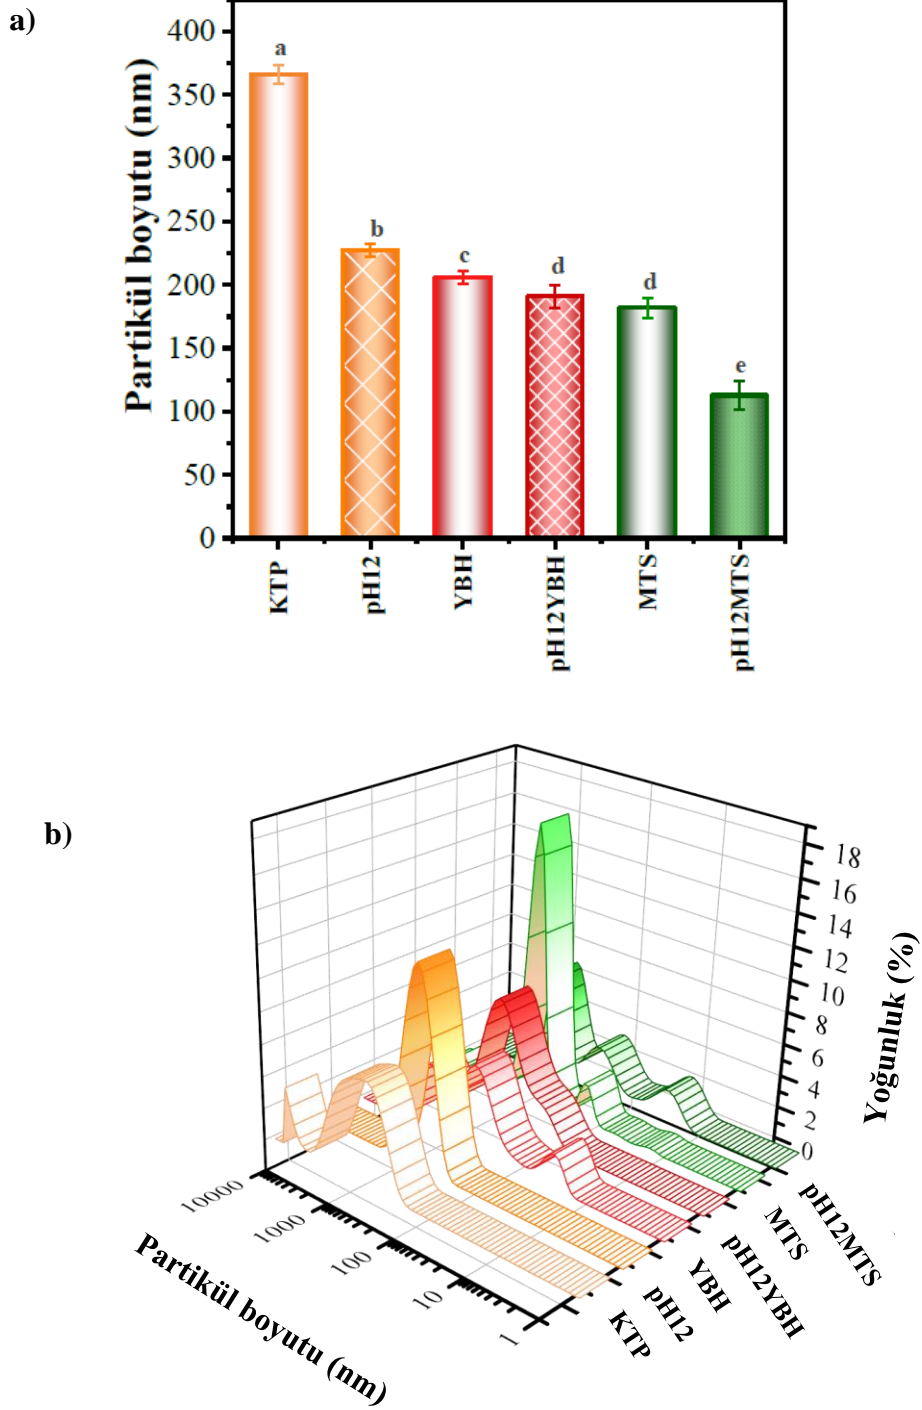 a)
Partikül boyutu (nm)
400
350
300
250
200
150
100
50
0
a
b
c
d
d
e
KTP
pH12
YBH
pH12YBH
MTS
pH12MTS
b)
18
16
14
12
10
8
6
4
2
0
Yoğunluk (%)
10000
1000
100
10
1
Partikül boyutu (nm)
KTP
pH12
YBH
pH12YBH
MTS
pH12MTS